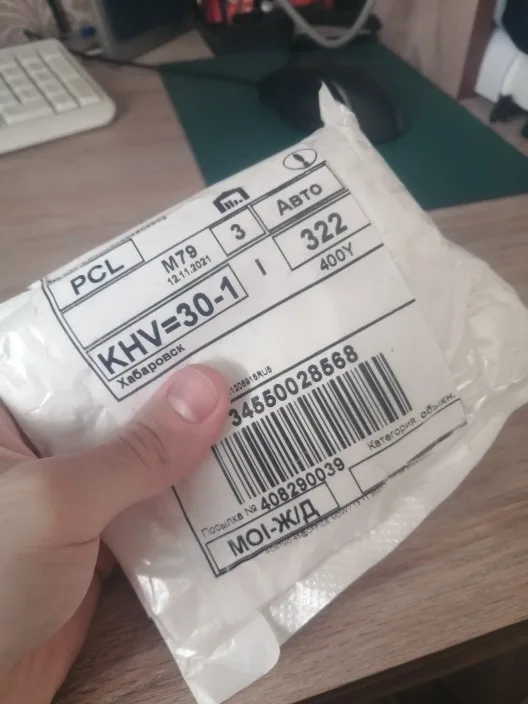 PCL
M79
12.11.2021
3
Авто
KHV=30-1
I
322
400Y
Хабаровск
34550028568
Посылка № 408290039
Категория обыкн.
MOI-Ж/Д